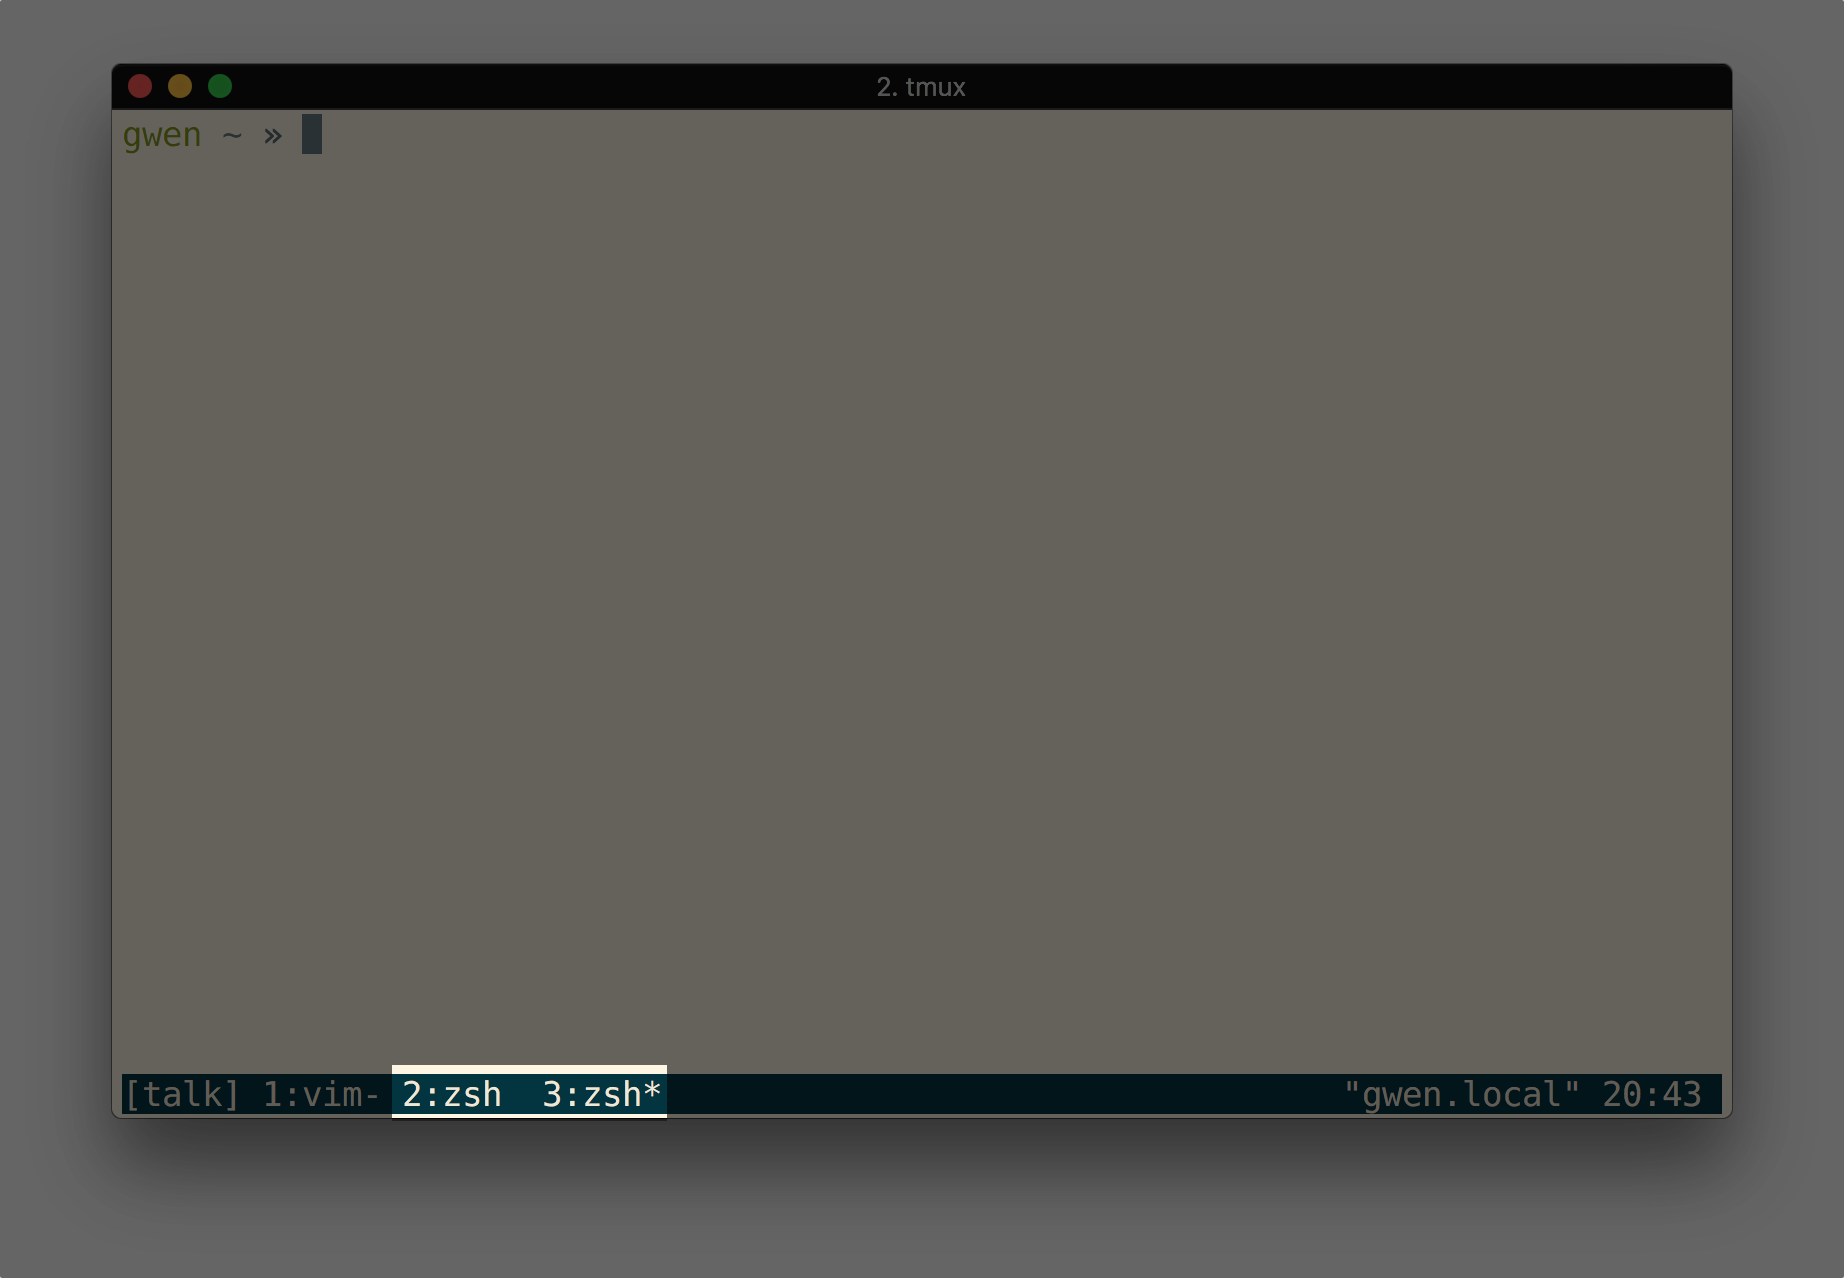 2. tmux
gwen ~ »
[talk] 1:vim- 2:zsh  3:zsh* "gwen.local" 20:43